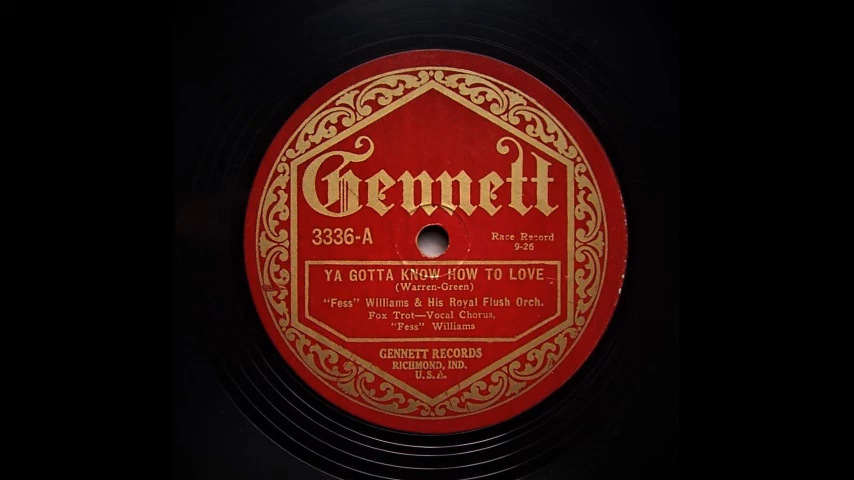 Gennett
3336-A
Race Record
9-26
YA GOTTA KNOW HOW TO LOVE
(Warren-Green)
"Fess" Williams & His Royal Flush Orch.
Fox Trot—Vocal Chorus,
"Fess" Williams
GENNETT RECORDS
RICHMOND, IND.
U.S.A.